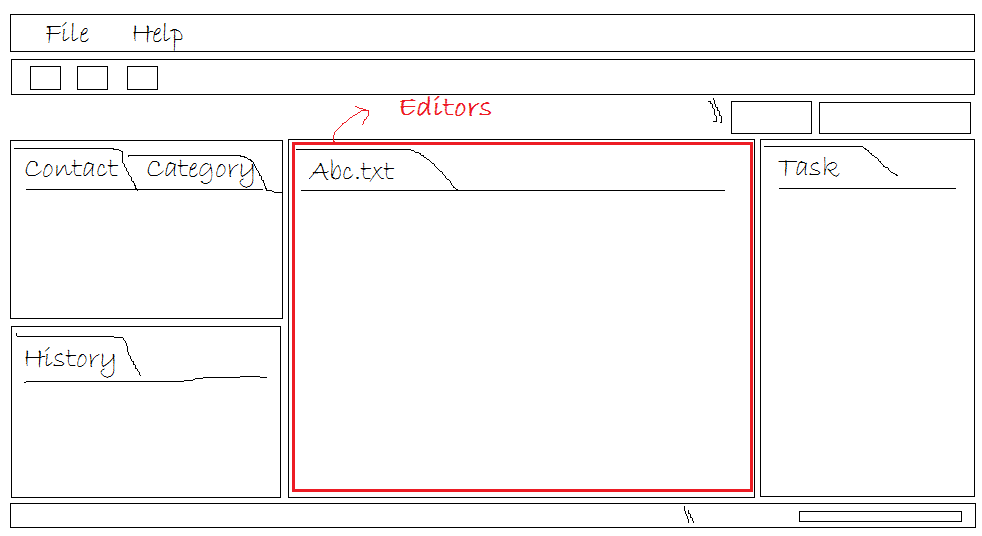 File Help
Editors
Contact Category
Abc.txt
Task
History